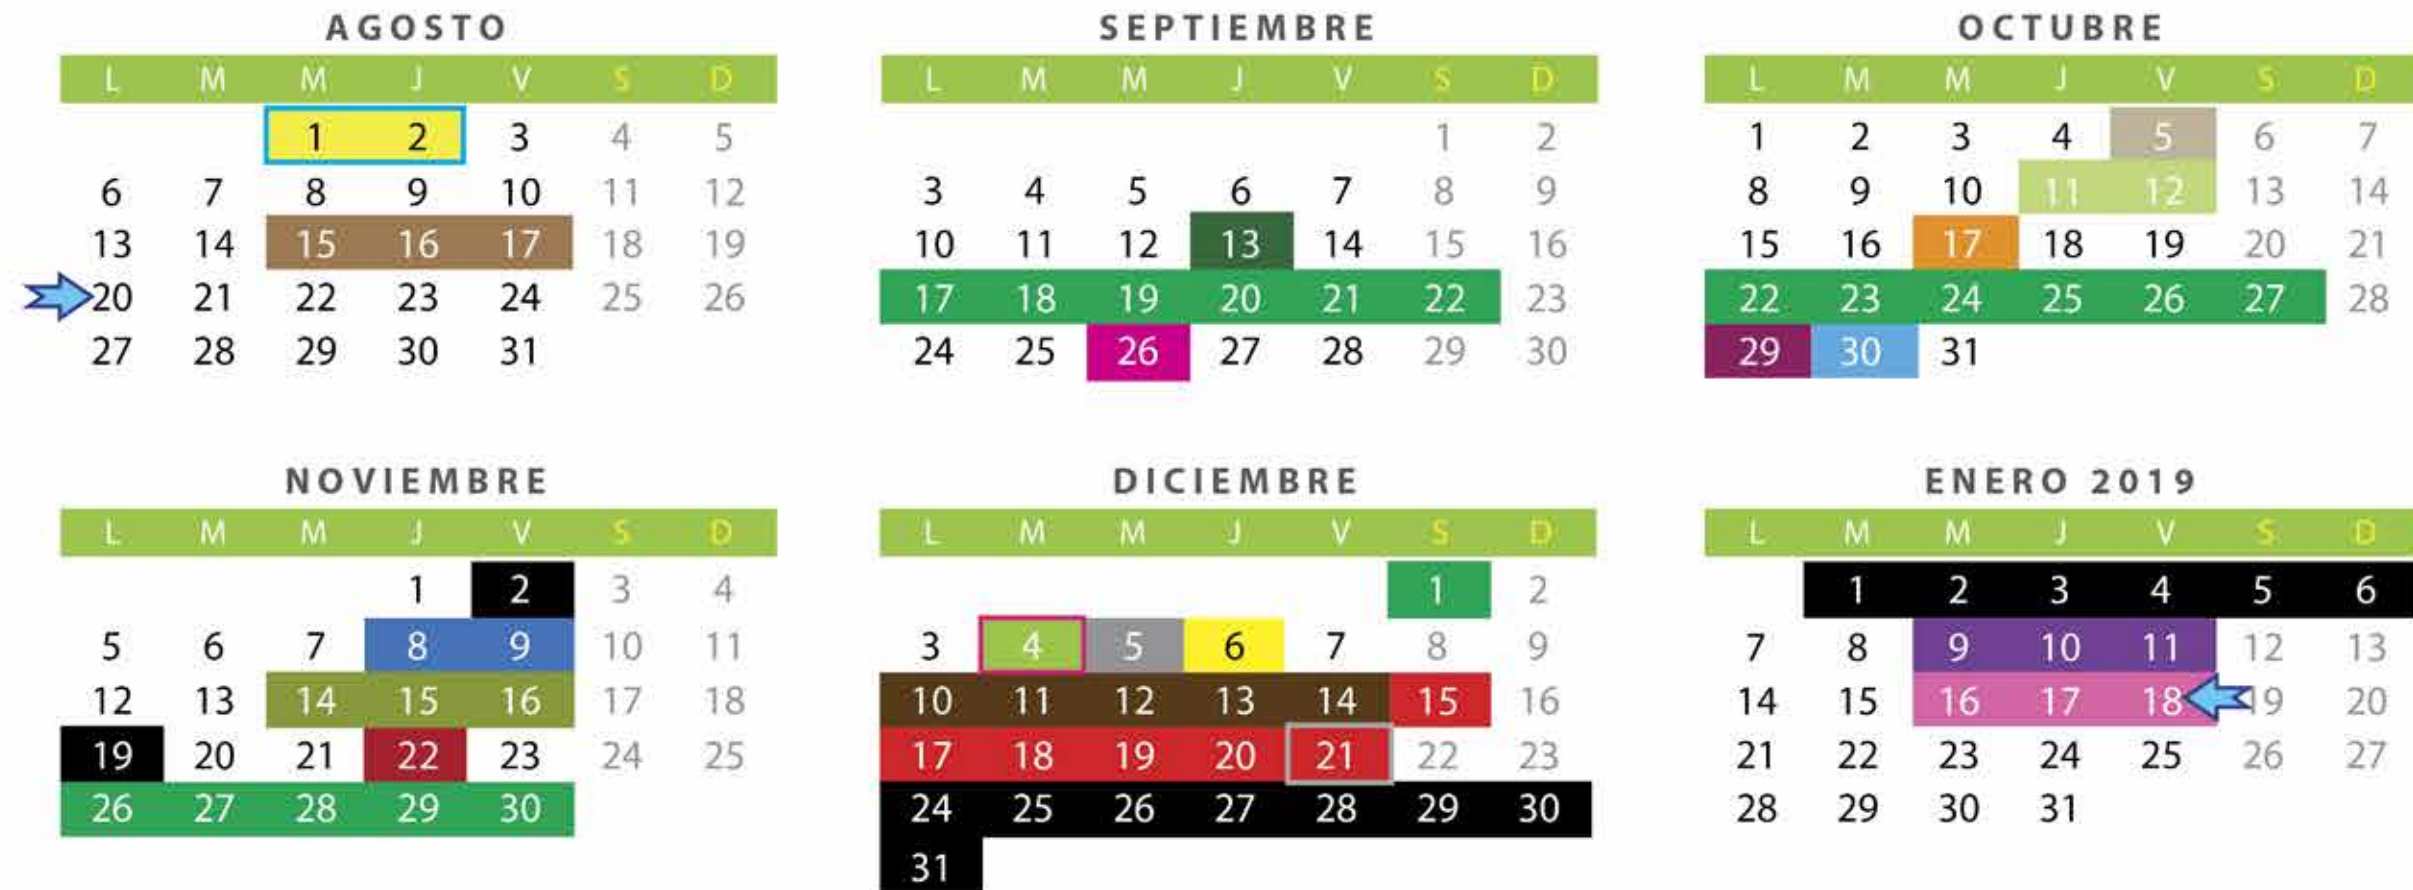 AGOSTO
L M M J V S D
1 2 3 4 5
6 7 8 9 10 11 12
13 14 15 16 17 18 19
20 21 22 23 24 25 26
27 28 29 30 31
SEPTIEMBRE
L M M J V S D
1 2
3 4 5 6 7 8 9
10 11 12 13 14 15 16
17 18 19 20 21 22 23
24 25 26 27 28 29 30
OCTUBRE
L M M J V S D
1 2 3 4 5 6 7
8 9 10 11 12 13 14
15 16 17 18 19 20 21
22 23 24 25 26 27 28
29 30 31
NOVIEMBRE
L M M J V S D
1 2 3 4
5 6 7 8 9 10 11
12 13 14 15 16 17 18
19 20 21 22 23 24 25
26 27 28 29 30
DICIEMBRE
L M M J V S D
1 2
3 4 5 6 7 8 9
10 11 12 13 14 15 16
17 18 19 20 21 22 23
24 25 26 27 28 29 30
31
ENERO 2019
L M M J V S D
1 2 3 4 5 6
7 8 9 10 11 12 13
14 15 16 17 18 19 20
21 22 23 24 25 26 27
28 29 30 31